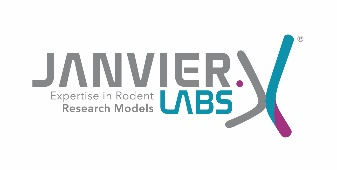 JANVIER
LABS
Expertise in Rodent
Research Models
®